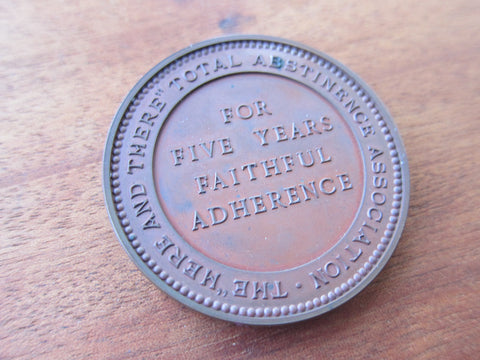 THE "HERE AND THERE" TOTAL ABSTINENCE ASSOCIATION ·
FOR
FIVE YEARS
FAITHFUL
ADHERENCE